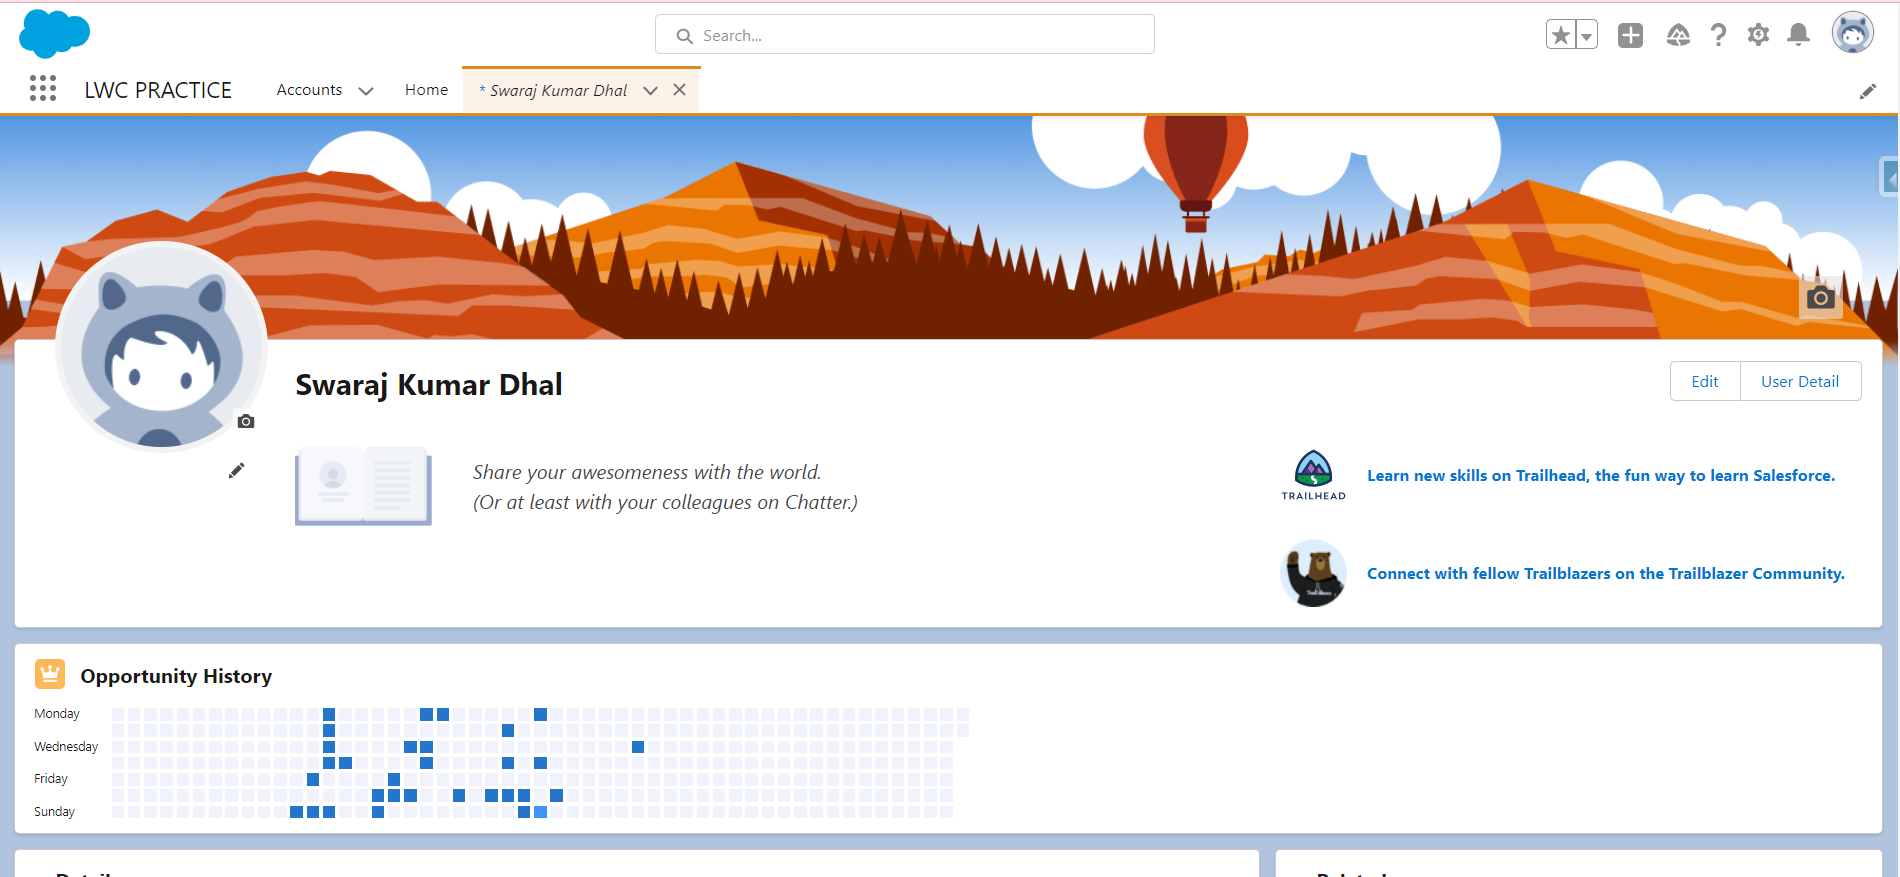 Search...
LWC PRACTICE
Accounts
Home
* Swaraj Kumar Dhal
Swaraj Kumar Dhal
Edit
User Detail
Share your awesomeness with the world.
(Or at least with your colleagues on Chatter.)
TRAILHEAD
Learn new skills on Trailhead, the fun way to learn Salesforce.
Connect with fellow Trailblazers on the Trailblazer Community.
Opportunity History
Monday
Wednesday
Friday
Sunday